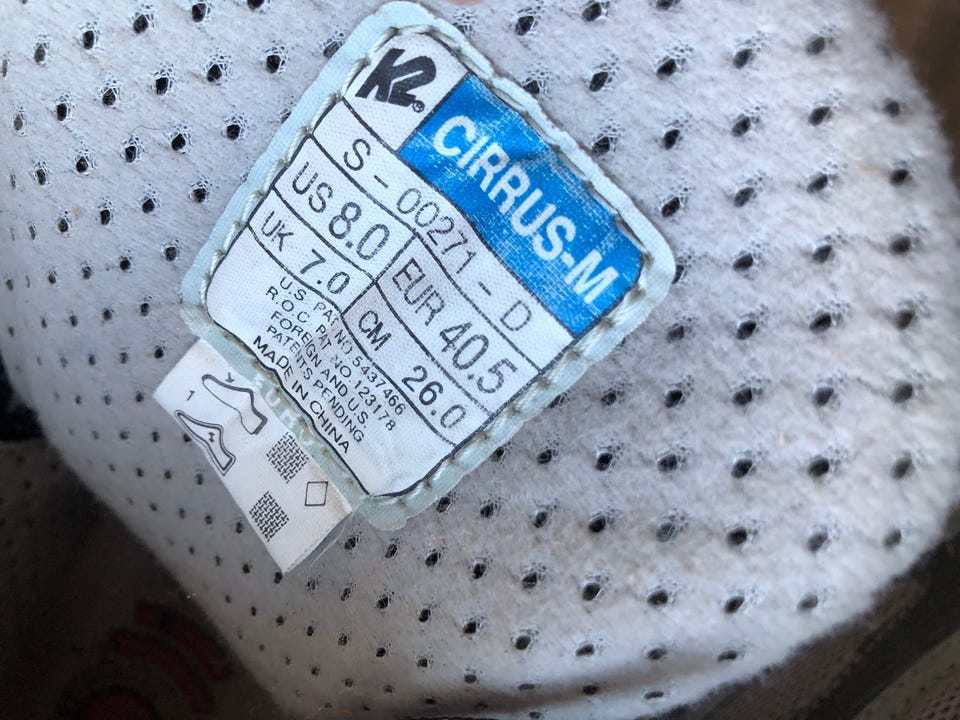 K2®
CIRRUS-M
S - 00271 - D
US 8.0
EUR 40.5
UK 7.0
CM 26.0
U.S. PAT NO. 5437466
R.O.C. PAT NO. 123178
FOREIGN AND U.S.
PATENTS PENDING
MADE IN CHINA
1